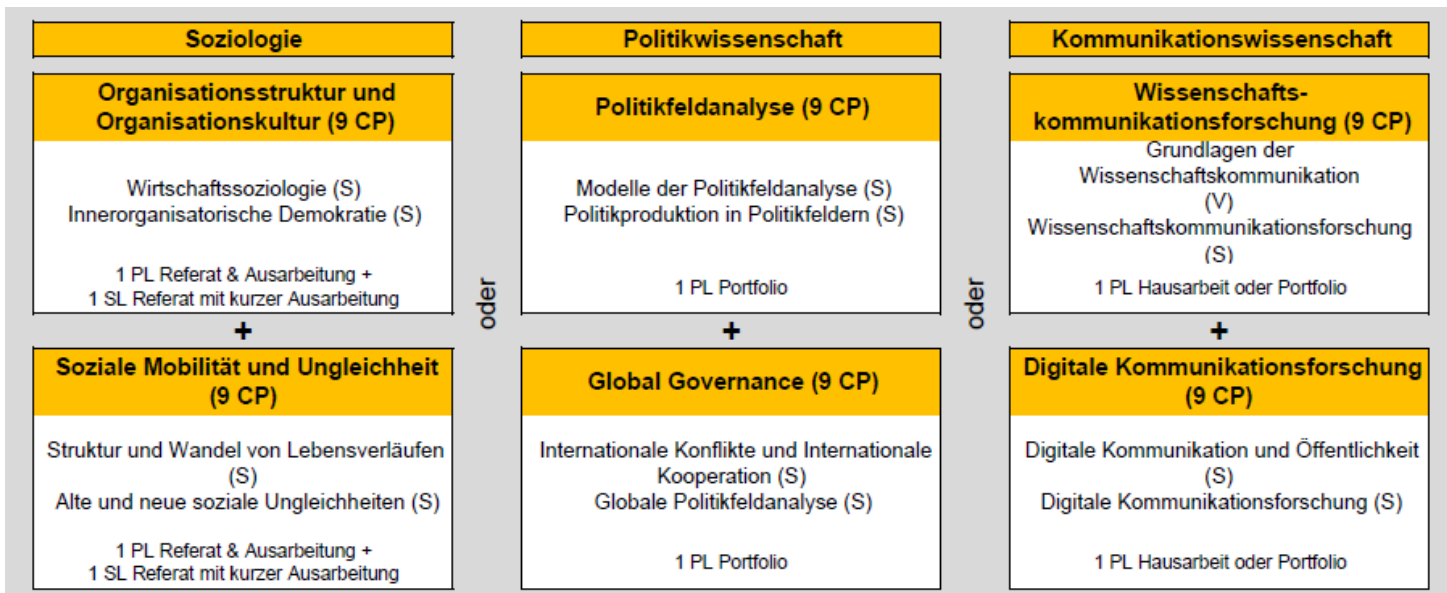 Soziologie
Organisationsstruktur und
Organisationskultur (9 CP)
Wirtschaftssoziologie (S)
Innerorganisatorische Demokratie (S)
1 PL Referat & Ausarbeitung +
1 SL Referat mit kurzer Ausarbeitung
+
Soziale Mobilität und Ungleichheit
(9 CP)
Struktur und Wandel von Lebensverläufen
(S)
Alte und neue soziale Ungleichheiten (S)
1 PL Referat & Ausarbeitung +
1 SL Referat mit kurzer Ausarbeitung
oder
Politikwissenschaft
Politikfeldanalyse (9 CP)
Modelle der Politikfeldanalyse (S)
Politikproduktion in Politikfeldern (S)
1 PL Portfolio
+
Global Governance (9 CP)
Internationale Konflikte und Internationale
Kooperation (S)
Globale Politikfeldanalyse (S)
1 PL Portfolio
oder
Kommunikationswissenschaft
Wissenschafts-
kommunikationsforschung (9 CP)
Grundlagen der
Wissenschaftskommunikation
(V)
Wissenschaftskommunikationsforschung
(S)
1 PL Hausarbeit oder Portfolio
+
Digitale Kommunikationsforschung
(9 CP)
Digitale Kommunikation und Öffentlichkeit
(S)
Digitale Kommunikationsforschung (S)
1 PL Hausarbeit oder Portfolio